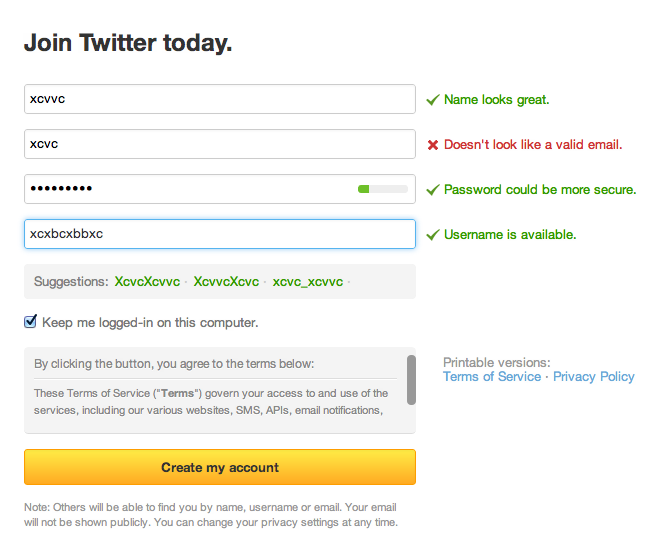 Join Twitter today.
xcvvc
Name looks great.
xcvc
Doesn't look like a valid email.
•••••••••
Password could be more secure.
xcxbcxbbxc
Username is available.
Suggestions: XcvcXcvvc · XcvvcXcvc · xcvc_xcvvc ·
Keep me logged-in on this computer.
By clicking the button, you agree to the terms below:
These Terms of Service ("Terms") govern your access to and use of the
services, including our various websites, SMS, APIs, email notifications,
Printable versions:
Terms of Service · Privacy Policy
Create my account
Note: Others will be able to find you by name, username or email. Your email
will not be shown publicly. You can change your privacy settings at any time.